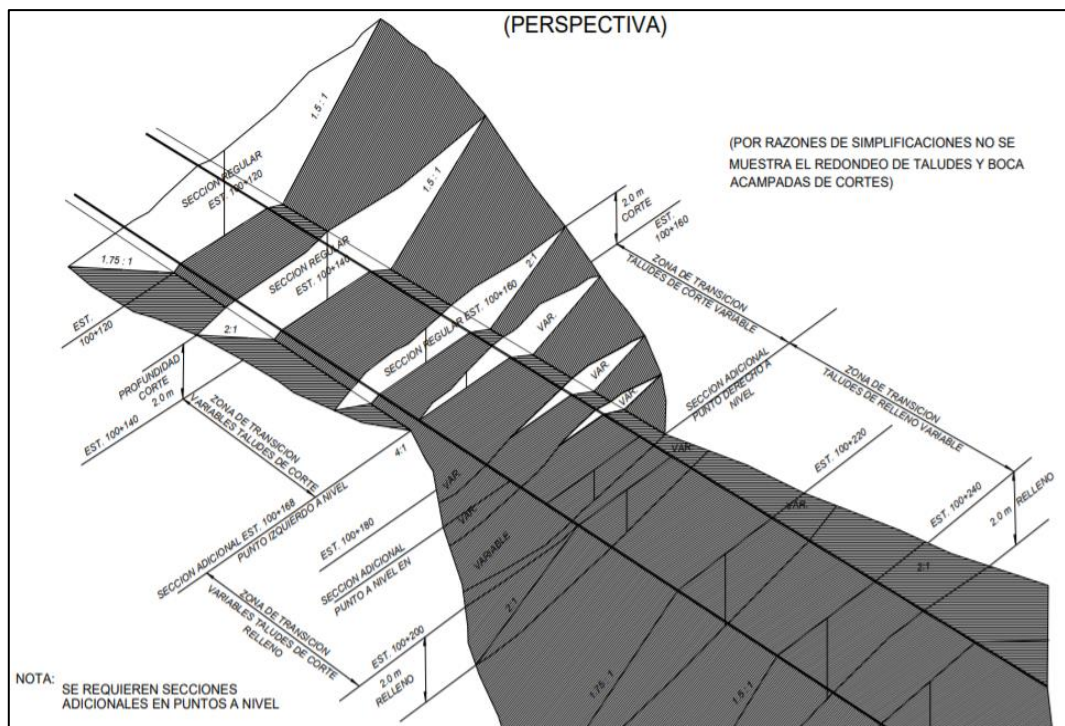 (PERSPECTIVA)
(POR RAZONES DE SIMPLIFICACIONES NO SE
MUESTRA EL REDONDEO DE TALUDES Y BOCA
ACAMPADAS DE CORTES)
1.5 : 1
SECCION REGULAR
EST. 100+120
1.5 : 1
2.0 m
CORTE
EST.
100+160
1.75 : 1
SECCION REGULAR
EST. 100+140
2:1
ZONA DE TRANSICION
TALUDES DE CORTE VARIABLE
EST.
100+120
2:1
SECCION REGULAR EST. 100+160
VAR.
PROFUNDIDAD
CORTE
2.0 m
VAR.
VAR.
SECCION ADICIONAL
PUNTO DERECHO A
NIVEL
ZONA DE TRANSICION
TALUDES DE RELLENO VARIABLE
EST. 100+140
ZONA DE TRANSICION
VARIABLES TALUDES DE CORTE
4:1
VAR.
EST. 100+220
SECCION ADICIONAL EST. 100+168
PUNTO IZQUIERDO A NIVEL
VAR.
VAR.
EST. 100+240
2.0 m RELLENO
EST. 100+180
VAR.
SECCION ADICIONAL
PUNTO A NIVEL EN
VARIABLE
2:1
ZONA DE TRANSICION
VARIABLES TALUDES DE CORTE
RELLENO
2:1
EST. 100+200
2.0 m
RELLENO
1.75 : 1
1.5 : 1
NOTA:
SE REQUIEREN SECCIONES
ADICIONALES EN PUNTOS A NIVEL